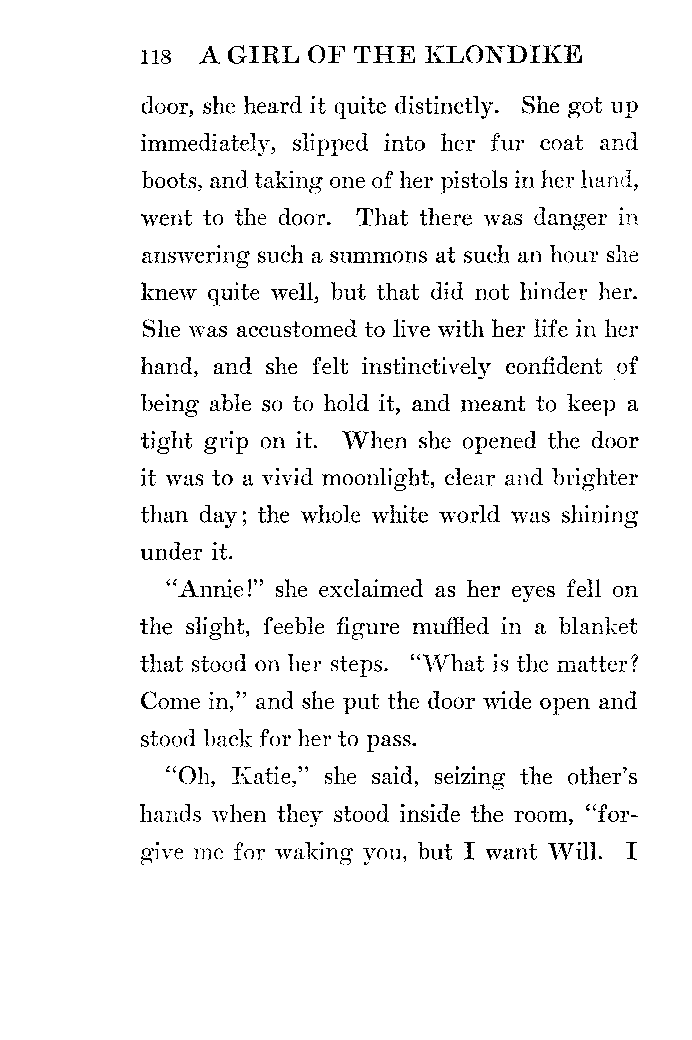 118 A GIRL OF THE KLONDIKE
door, she heard it quite distinctly. She got up
immediately, slipped into her fur coat and
boots, and taking one of her pistols in her hand,
went to the door. That there was danger in
answering such a summons at such an hour she
knew quite well, but that did not hinder her.
She was accustomed to live with her life in her
hand, and she felt instinctively confident of
being able so to hold it, and meant to keep a
tight grip on it. When she opened the door
it was to a vivid moonlight, clear and brighter
than day; the whole white world was shining
under it.
“Annie!” she exclaimed as her eyes fell on
the slight, feeble figure muffled in a blanket
that stood on her steps. “What is the matter?
Come in,” and she put the door wide open and
stood back for her to pass.
“Oh, Katie,” she said, seizing the other’s
hands when they stood inside the room, “for-
give me for waking you, but I want Will. I